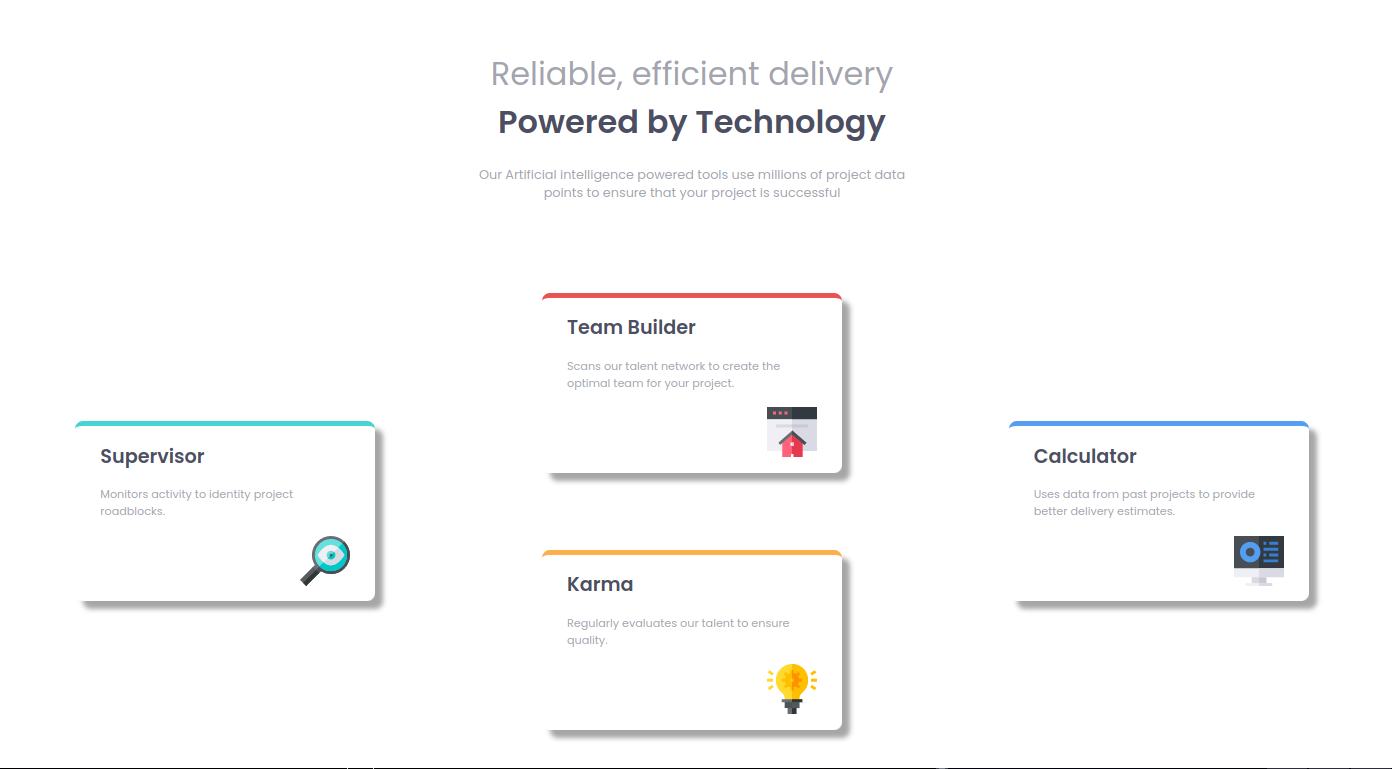 Reliable, efficient delivery
Powered by Technology
Our Artificial intelligence powered tools use millions of project data
points to ensure that your project is successful
Team Builder
Scans our talent network to create the
optimal team for your project.
Supervisor
Monitors activity to identity project
roadblocks.
Calculator
Uses data from past projects to provide
better delivery estimates.
Karma
Regularly evaluates our talent to ensure
quality.